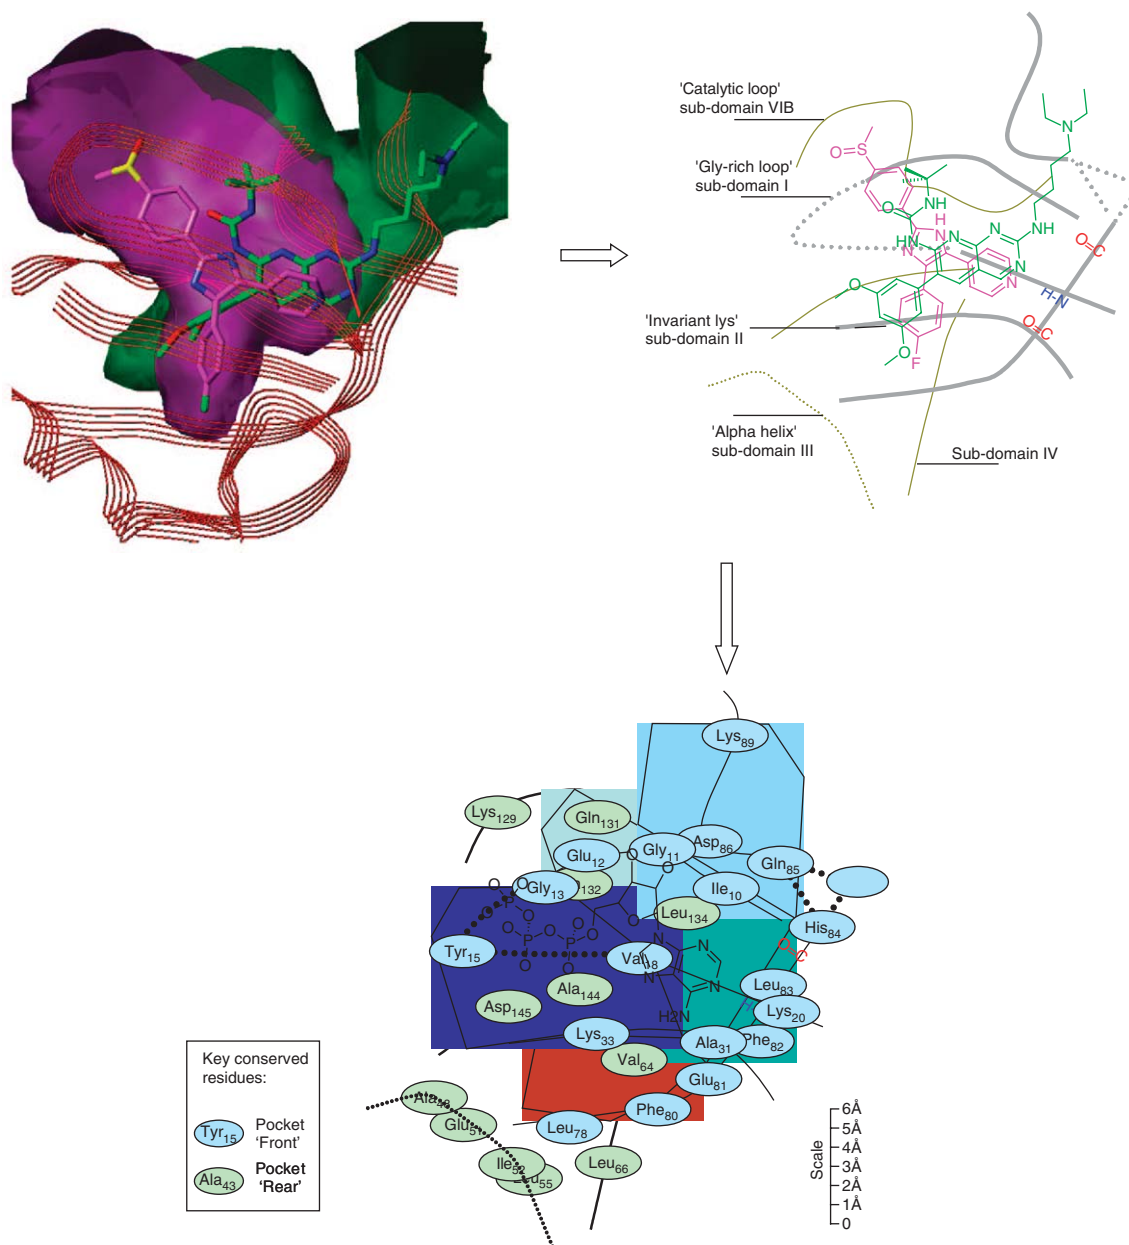 'Catalytic loop'
sub-domain VIB
'Gly-rich loop'
sub-domain I
'Invariant lys'
sub-domain II
'Alpha helix'
sub-domain III
Sub-domain IV
S
O
O
NH
H
N
HN
N
N
N
NH
N
N
O
O
F
O=C
H-N
O=C
Lys89
Lys129
Gln131
Asp86
Glu12
Gly11
Gln85
Gly13
132
Ile10
Leu134
His84
O=C
Tyr15
Val8
Ala144
Asp145
Leu83
Lys20
H2N
Lys33
Ala31
Phe82
Val64
Glu81
Phe80
Leu78
Leu66
Ile52
55
O
P
O
O
O
O
P
O
P
O
O
O
O
O
N
N
N
N
Key conserved
residues:
Tyr15 Pocket
'Front'
Ala43 Pocket
'Rear'
Scale
6Å
5Å
4Å
3Å
2Å
1Å
0